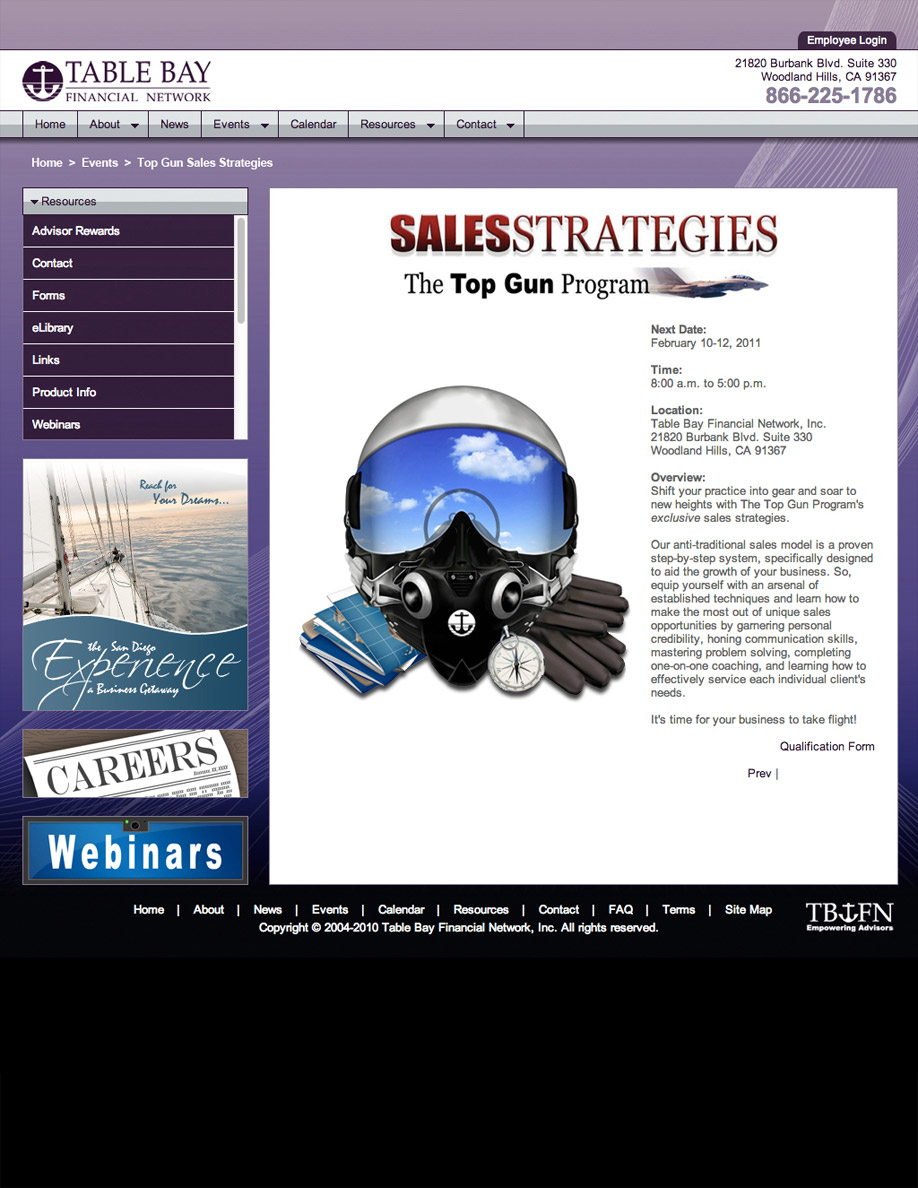 Employee Login
TABLE BAY
FINANCIAL NETWORK
21820 Burbank Blvd. Suite 330
Woodland Hills, CA 91367
866-225-1786
Home About News Events Calendar Resources Contact
Home > Events > Top Gun Sales Strategies
Resources
Advisor Rewards
Contact
Forms
eLibrary
Links
Product Info
Webinars
Reach for
Your Dreams...
the San Diego
Experience
a Business Getaway
CAREERS
Webinars
SALESSTRATEGIES
The Top Gun Program
Next Date:
February 10-12, 2011
Time:
8:00 a.m. to 5:00 p.m.
Location:
Table Bay Financial Network, Inc.
21820 Burbank Blvd. Suite 330
Woodland Hills, CA 91367
Overview:
Shift your practice into gear and soar to
new heights with The Top Gun Program's
exclusive sales strategies.
Our anti-traditional sales model is a proven
step-by-step system, specifically designed
to aid the growth of your business. So,
equip yourself with an arsenal of
established techniques and learn how to
make the most out of unique sales
opportunities by garnering personal
credibility, honing communication skills,
mastering problem solving, completing
one-on-one coaching, and learning how to
effectively service each individual client's
needs.
It's time for your business to take flight!
Qualification Form
Prev |
Home | About | News | Events | Calendar | Resources | Contact | FAQ | Terms | Site Map
Copyright © 2004-2010 Table Bay Financial Network, Inc. All rights reserved.
TBFN
Empowering Advisors